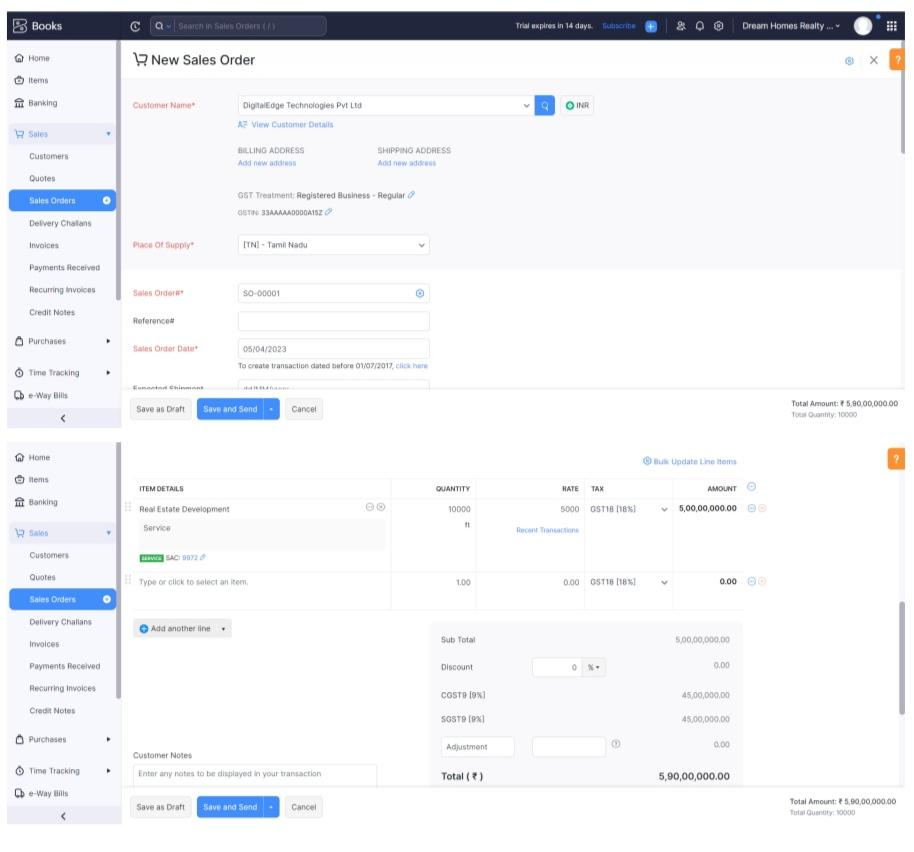 Books
Search in Sales Orders ( / )
Trial expires in 14 days. Subscribe
Dream Homes Realty ...
Home
Items
Banking
Sales
Customers
Quotes
Sales Orders
Delivery Challans
Invoices
Payments Received
Recurring Invoices
Credit Notes
Purchases
Time Tracking
e-Way Bills
New Sales Order
?
Customer Name*
DigitalEdge Technologies Pvt Ltd
INR
View Customer Details
BILLING ADDRESS SHIPPING ADDRESS
Add new address Add new address
GST Treatment: Registered Business - Regular
GSTIN: 33AAAAA0000A15Z
Place Of Supply*
[TN] - Tamil Nadu
Sales Order#*
SO-00001
Reference#
Sales Order Date*
05/04/2023
To create transaction dated before 01/07/2017, click here
Expected Shipment
dd/MM/yyyy
Save as Draft Save and Send Cancel
Total Amount: ₹ 5,90,00,000.00
Total Quantity: 10000
Home
Items
Banking
Sales
Customers
Quotes
Sales Orders
Delivery Challans
Invoices
Payments Received
Recurring Invoices
Credit Notes
Purchases
Time Tracking
e-Way Bills
Bulk Update Line Items
?
ITEM DETAILS QUANTITY RATE TAX AMOUNT
Real Estate Development 10000 5000 GST18 [18%] 5,00,00,000.00
Service ft Recent Transactions
SERVICE SAC: 9972
Type or click to select an item. 1.00 0.00 GST18 [18%] 0.00
Add another line
Sub Total 5,00,00,000.00
Discount 0 % 0.00
CGST9 [9%] 45,00,000.00
SGST9 [9%] 45,00,000.00
Adjustment ? 0.00
Customer Notes
Enter any notes to be displayed in your transaction
Total ( ₹ ) 5,90,00,000.00
Save as Draft Save and Send Cancel
Total Amount: ₹ 5,90,00,000.00
Total Quantity: 10000